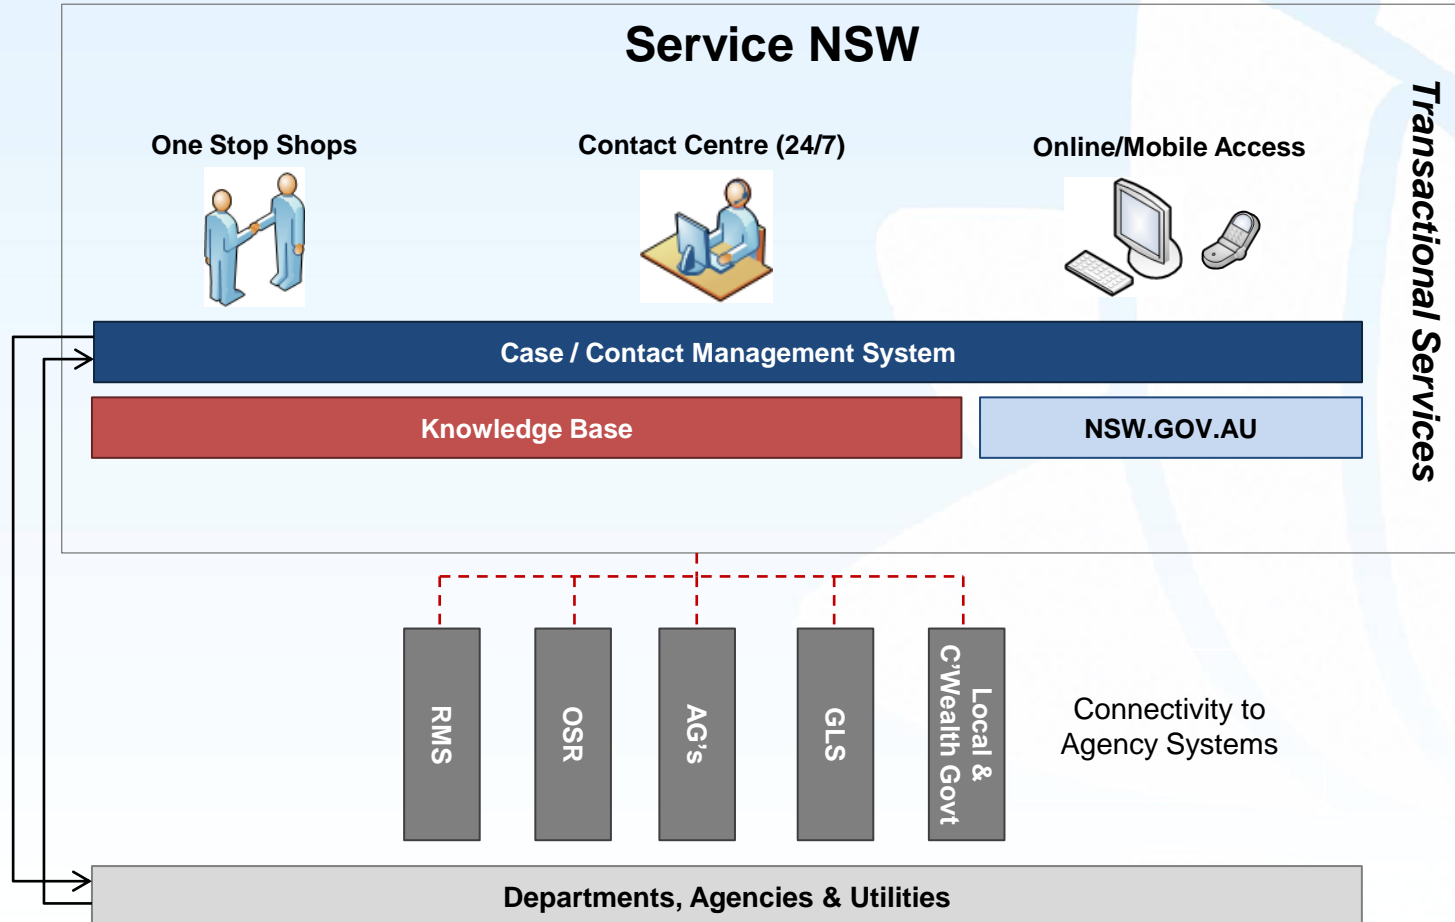 Service NSW
Transactional Services
One Stop Shops
Contact Centre (24/7)
Online/Mobile Access
Case / Contact Management System
Knowledge Base
NSW.GOV.AU
RMS
OSR
AG's
GLS
Local &
C'Wealth Govt
Connectivity to
Agency Systems
Departments, Agencies & Utilities